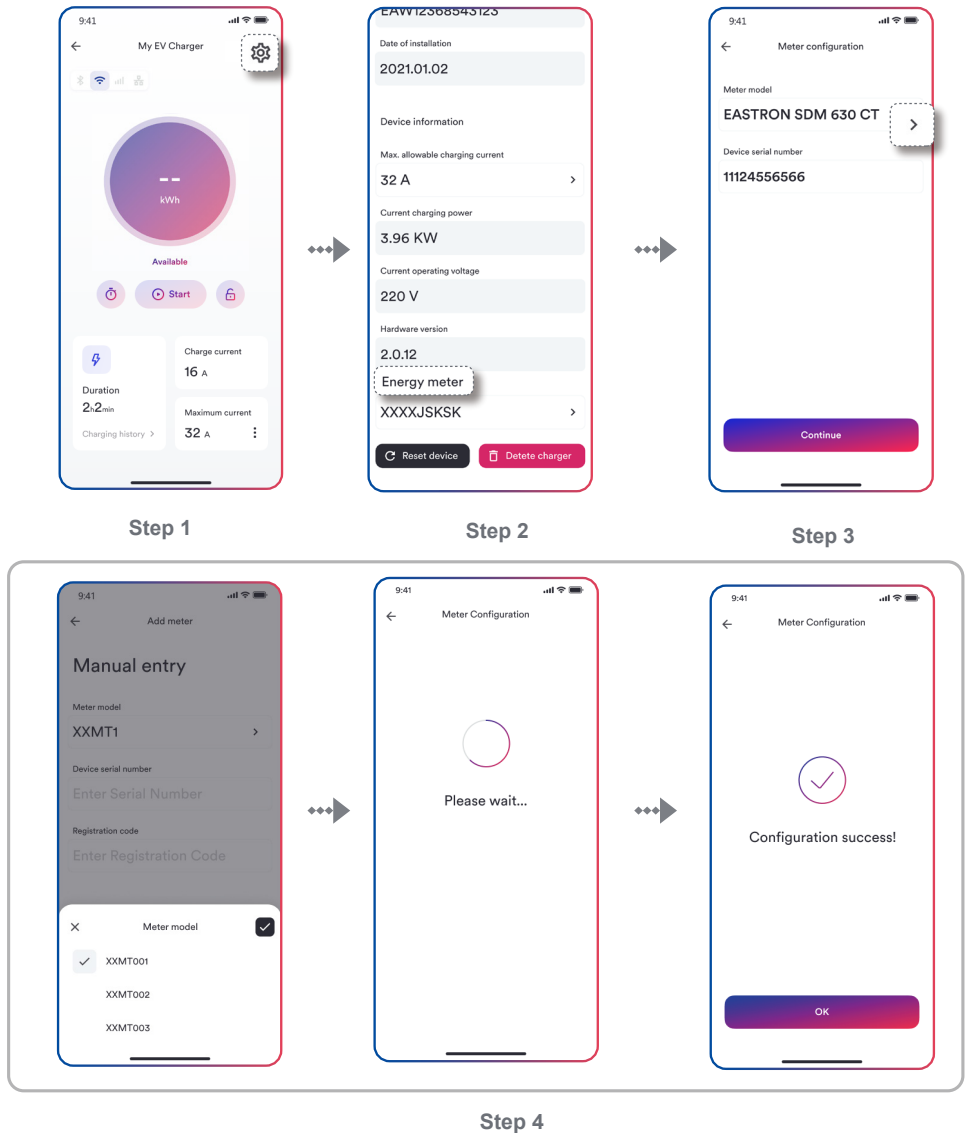 9:41
My EV Charger
--
kWh
Available
Start
Duration
2h2min
Charging history >
Charge current
16 A
Maximum current
32 A
Step 1
EAW12368543123
Date of installation
2021.01.02
Device information
Max. allowable charging current
32 A
Current charging power
3.96 KW
Current operating voltage
220 V
Hardware version
2.0.12
Energy meter
XXXXJSKSK
Reset device
Detete charger
Step 2
9:41
Meter configuration
Meter model
EASTRON SDM 630 CT
Device serial number
11124556566
Continue
Step 3
9:41
Add meter
Manual entry
Meter model
XXMT1
Device serial number
Enter Serial Number
Registration code
Enter Registration Code
Meter model
XXMT001
XXMT002
XXMT003
9:41
Meter Configuration
Please wait...
9:41
Meter Configuration
Configuration success!
OK
Step 4